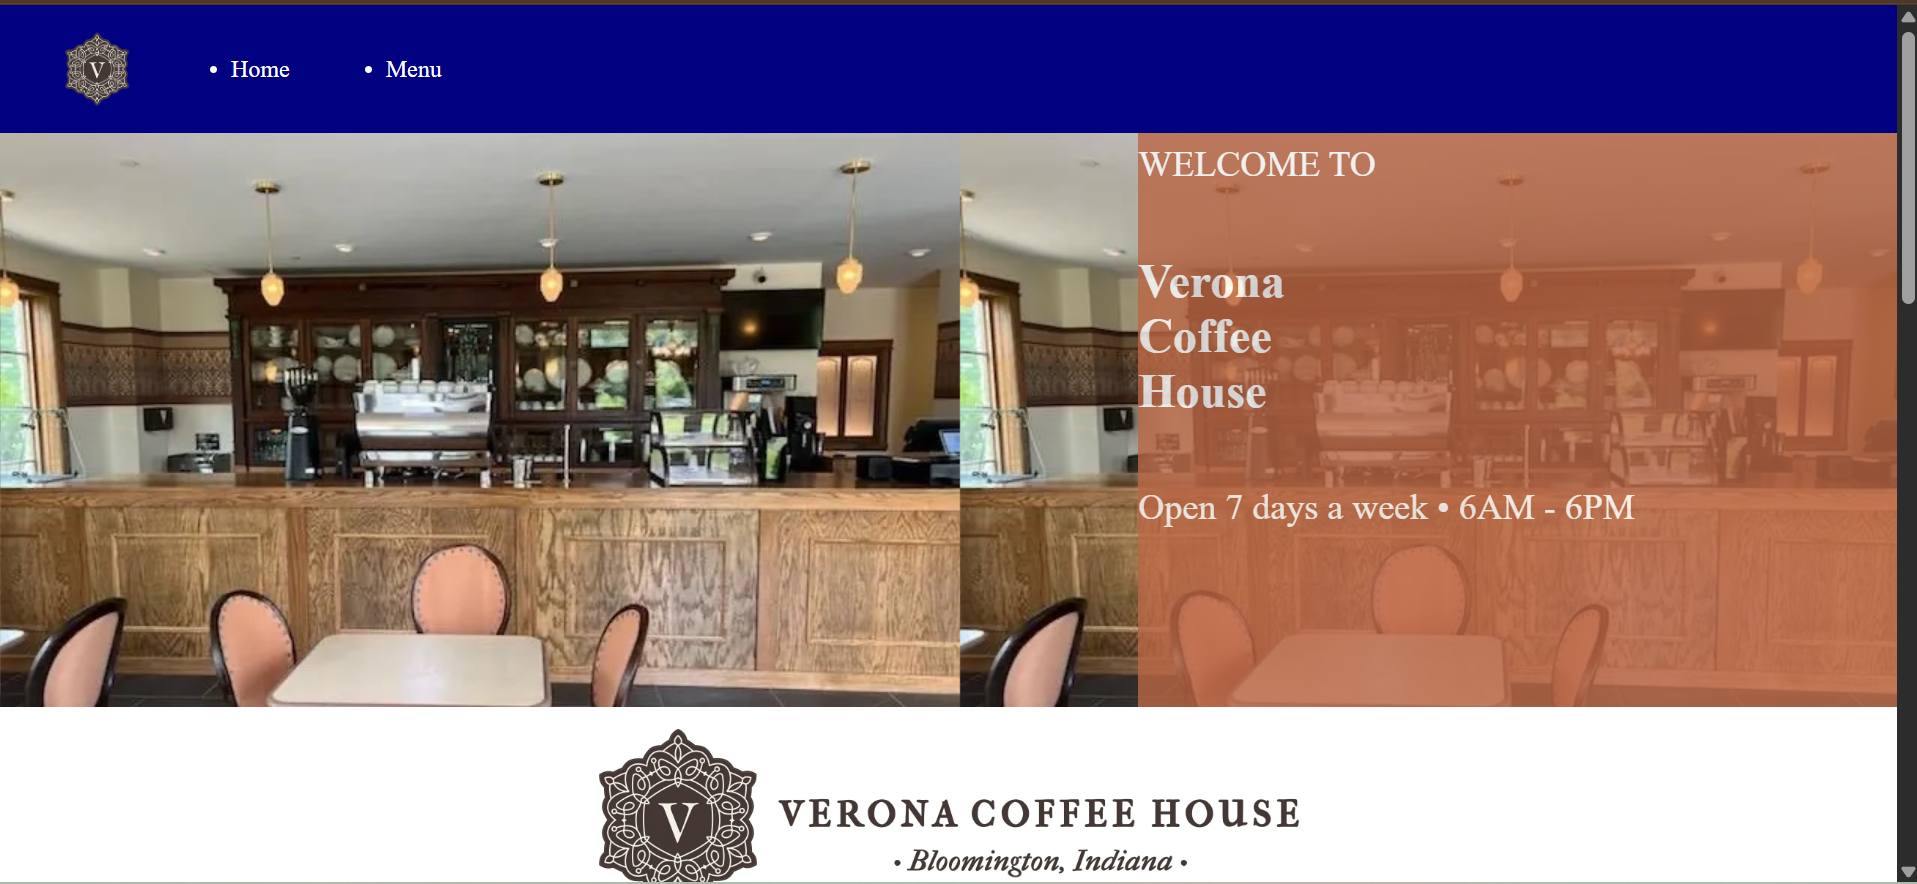 V
• Home • Menu
WELCOME TO
Verona
Coffee
House
Open 7 days a week • 6AM - 6PM
V
VERONA COFFEE HOUSE
• Bloomington, Indiana •